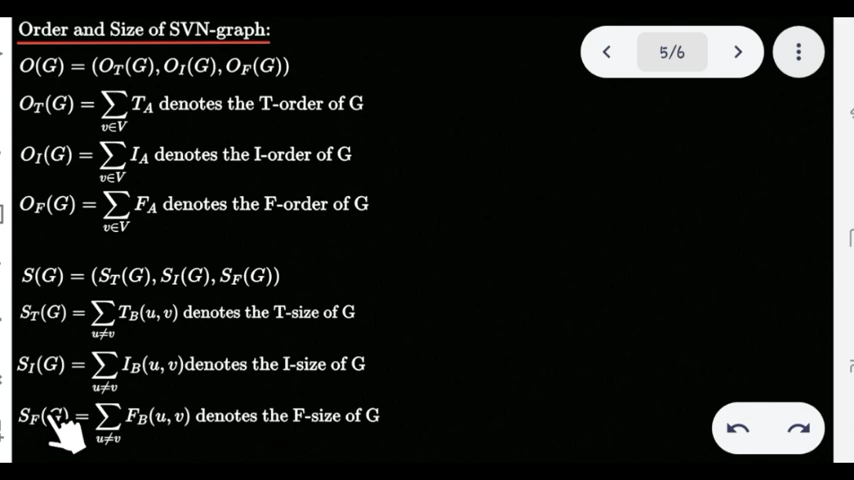 Order and Size of SVN-graph:
O(G) = (O_T(G), O_I(G), O_F(G))
O_T(G) = ∑_{v∈V} T_A denotes the T-order of G
O_I(G) = ∑_{v∈V} I_A denotes the I-order of G
O_F(G) = ∑_{v∈V} F_A denotes the F-order of G
S(G) = (S_T(G), S_I(G), S_F(G))
S_T(G) = ∑_{u≠v} T_B(u, v) denotes the T-size of G
S_I(G) = ∑_{u≠v} I_B(u, v)denotes the I-size of G
S_F(G) = ∑_{u≠v} F_B(u, v) denotes the F-size of G
5/6